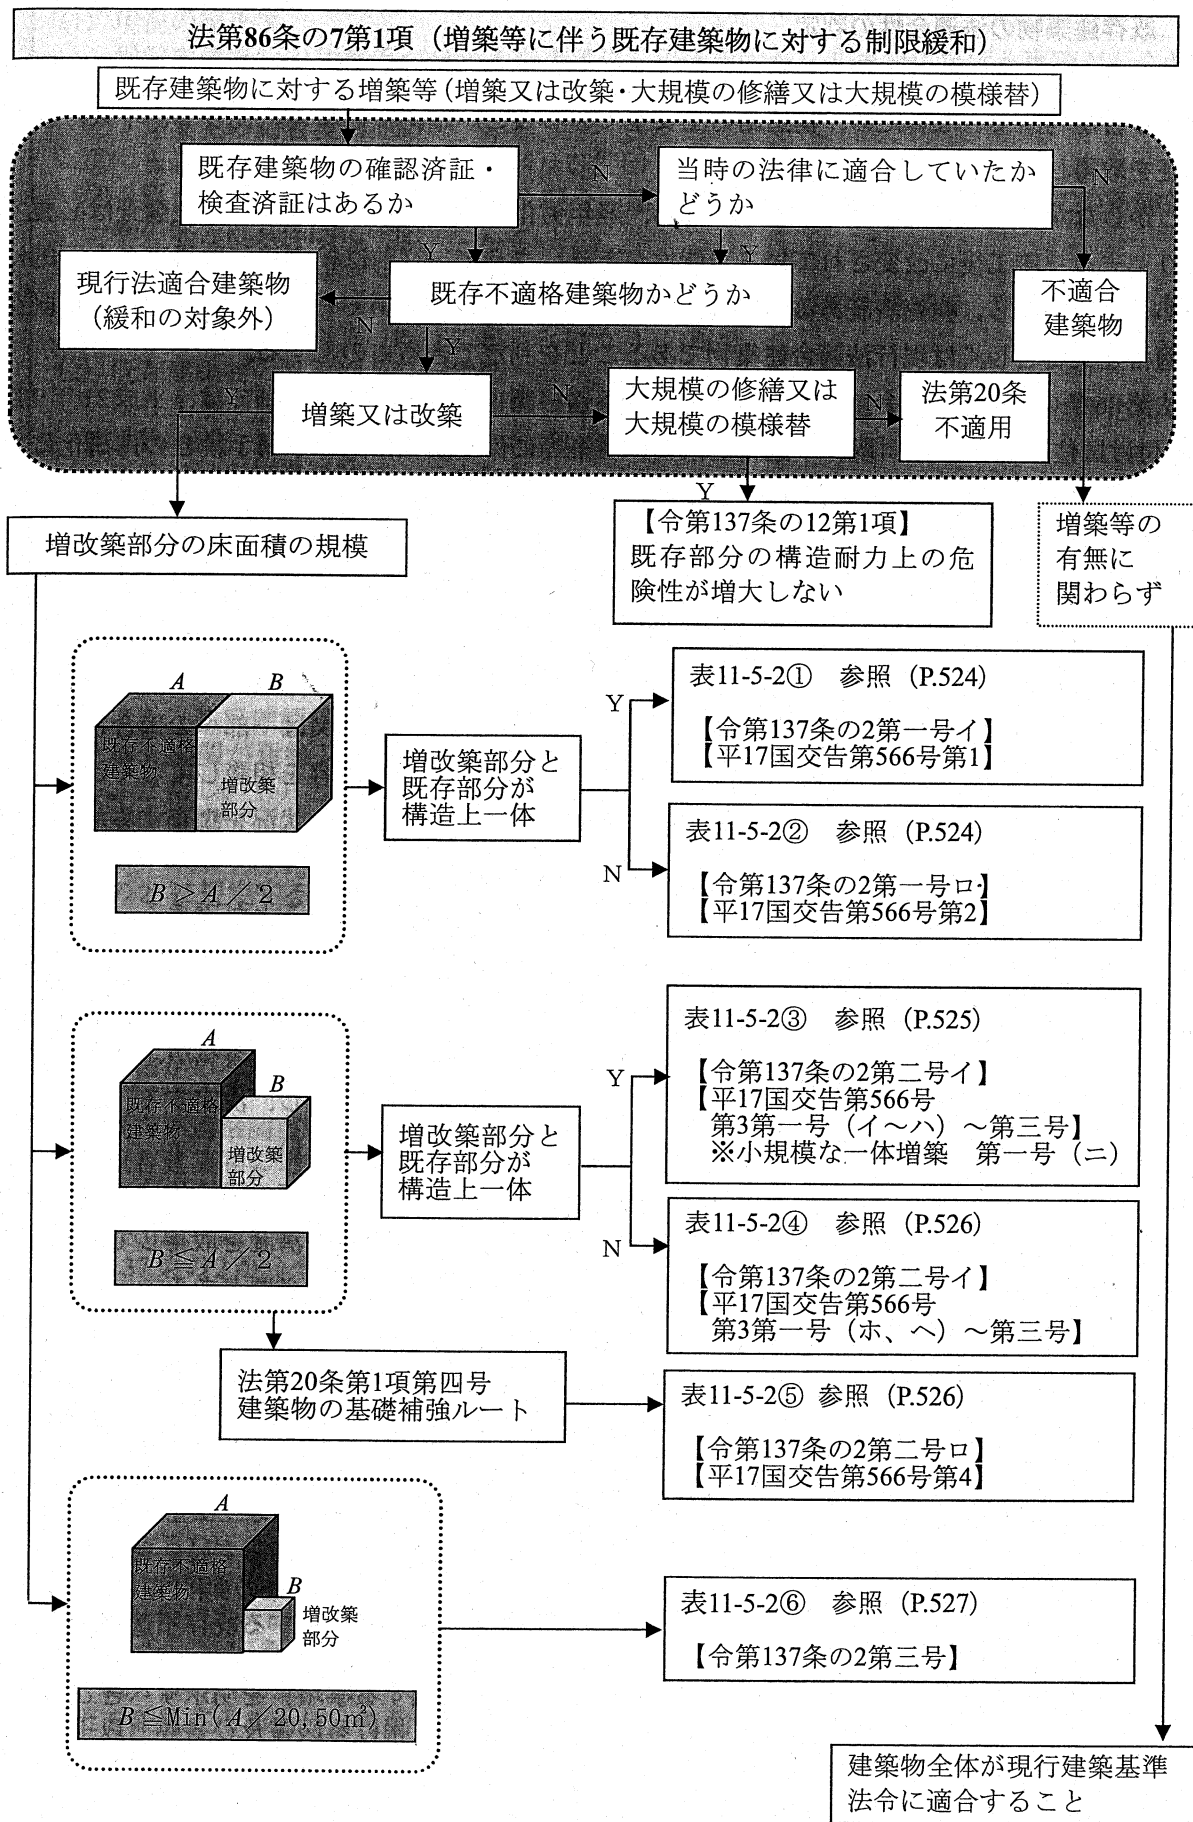 法第86条の7第1項（増築等に伴う既存建築物に対する制限緩和）
既存建築物に対する増築等（増築又は改築・大規模の修繕又は大規模の模様替）
既存建築物の確認済証・
検査済証はあるか
N
当時の法律に適合していたか
どうか
N
Y
Y
現行法適合建築物
（緩和の対象外）
N
既存不適格建築物かどうか
Y
不適合
建築物
Y
増築又は改築
N
大規模の修繕又は
大規模の模様替
N
法第20条
不適用
Y
増改築部分の床面積の規模
【令第137条の12第1項】
既存部分の構造耐力上の危
険性が増大しない
増築等の
有無に
関わらず
A
B
既存不適格
建築物
増改築
部分
B＞A／2
増改築部分と
既存部分が
構造上一体
Y
表11-5-2① 参照（P.524）
【令第137条の2第一号イ】
【平17国交告第566号第1】
N
表11-5-2② 参照（P.524）
【令第137条の2第一号ロ】
【平17国交告第566号第2】
A
B
既存不適格
建築物
増改築
部分
B≦A／2
増改築部分と
既存部分が
構造上一体
Y
表11-5-2③ 参照（P.525）
【令第137条の2第二号イ】
【平17国交告第566号
第3第一号（イ～ハ）～第三号】
※小規模な一体増築 第一号（ニ）
N
表11-5-2④ 参照（P.526）
【令第137条の2第二号イ】
【平17国交告第566号
第3第一号（ホ、ヘ）～第三号】
法第20条第1項第四号
建築物の基礎補強ルート
表11-5-2⑤ 参照（P.526）
【令第137条の2第二号ロ】
【平17国交告第566号第4】
A
B
既存不適格
建築物
増改築
部分
B≦Min(A／20,50㎡)
表11-5-2⑥ 参照（P.527）
【令第137条の2第三号】
建築物全体が現行建築基準
法令に適合すること